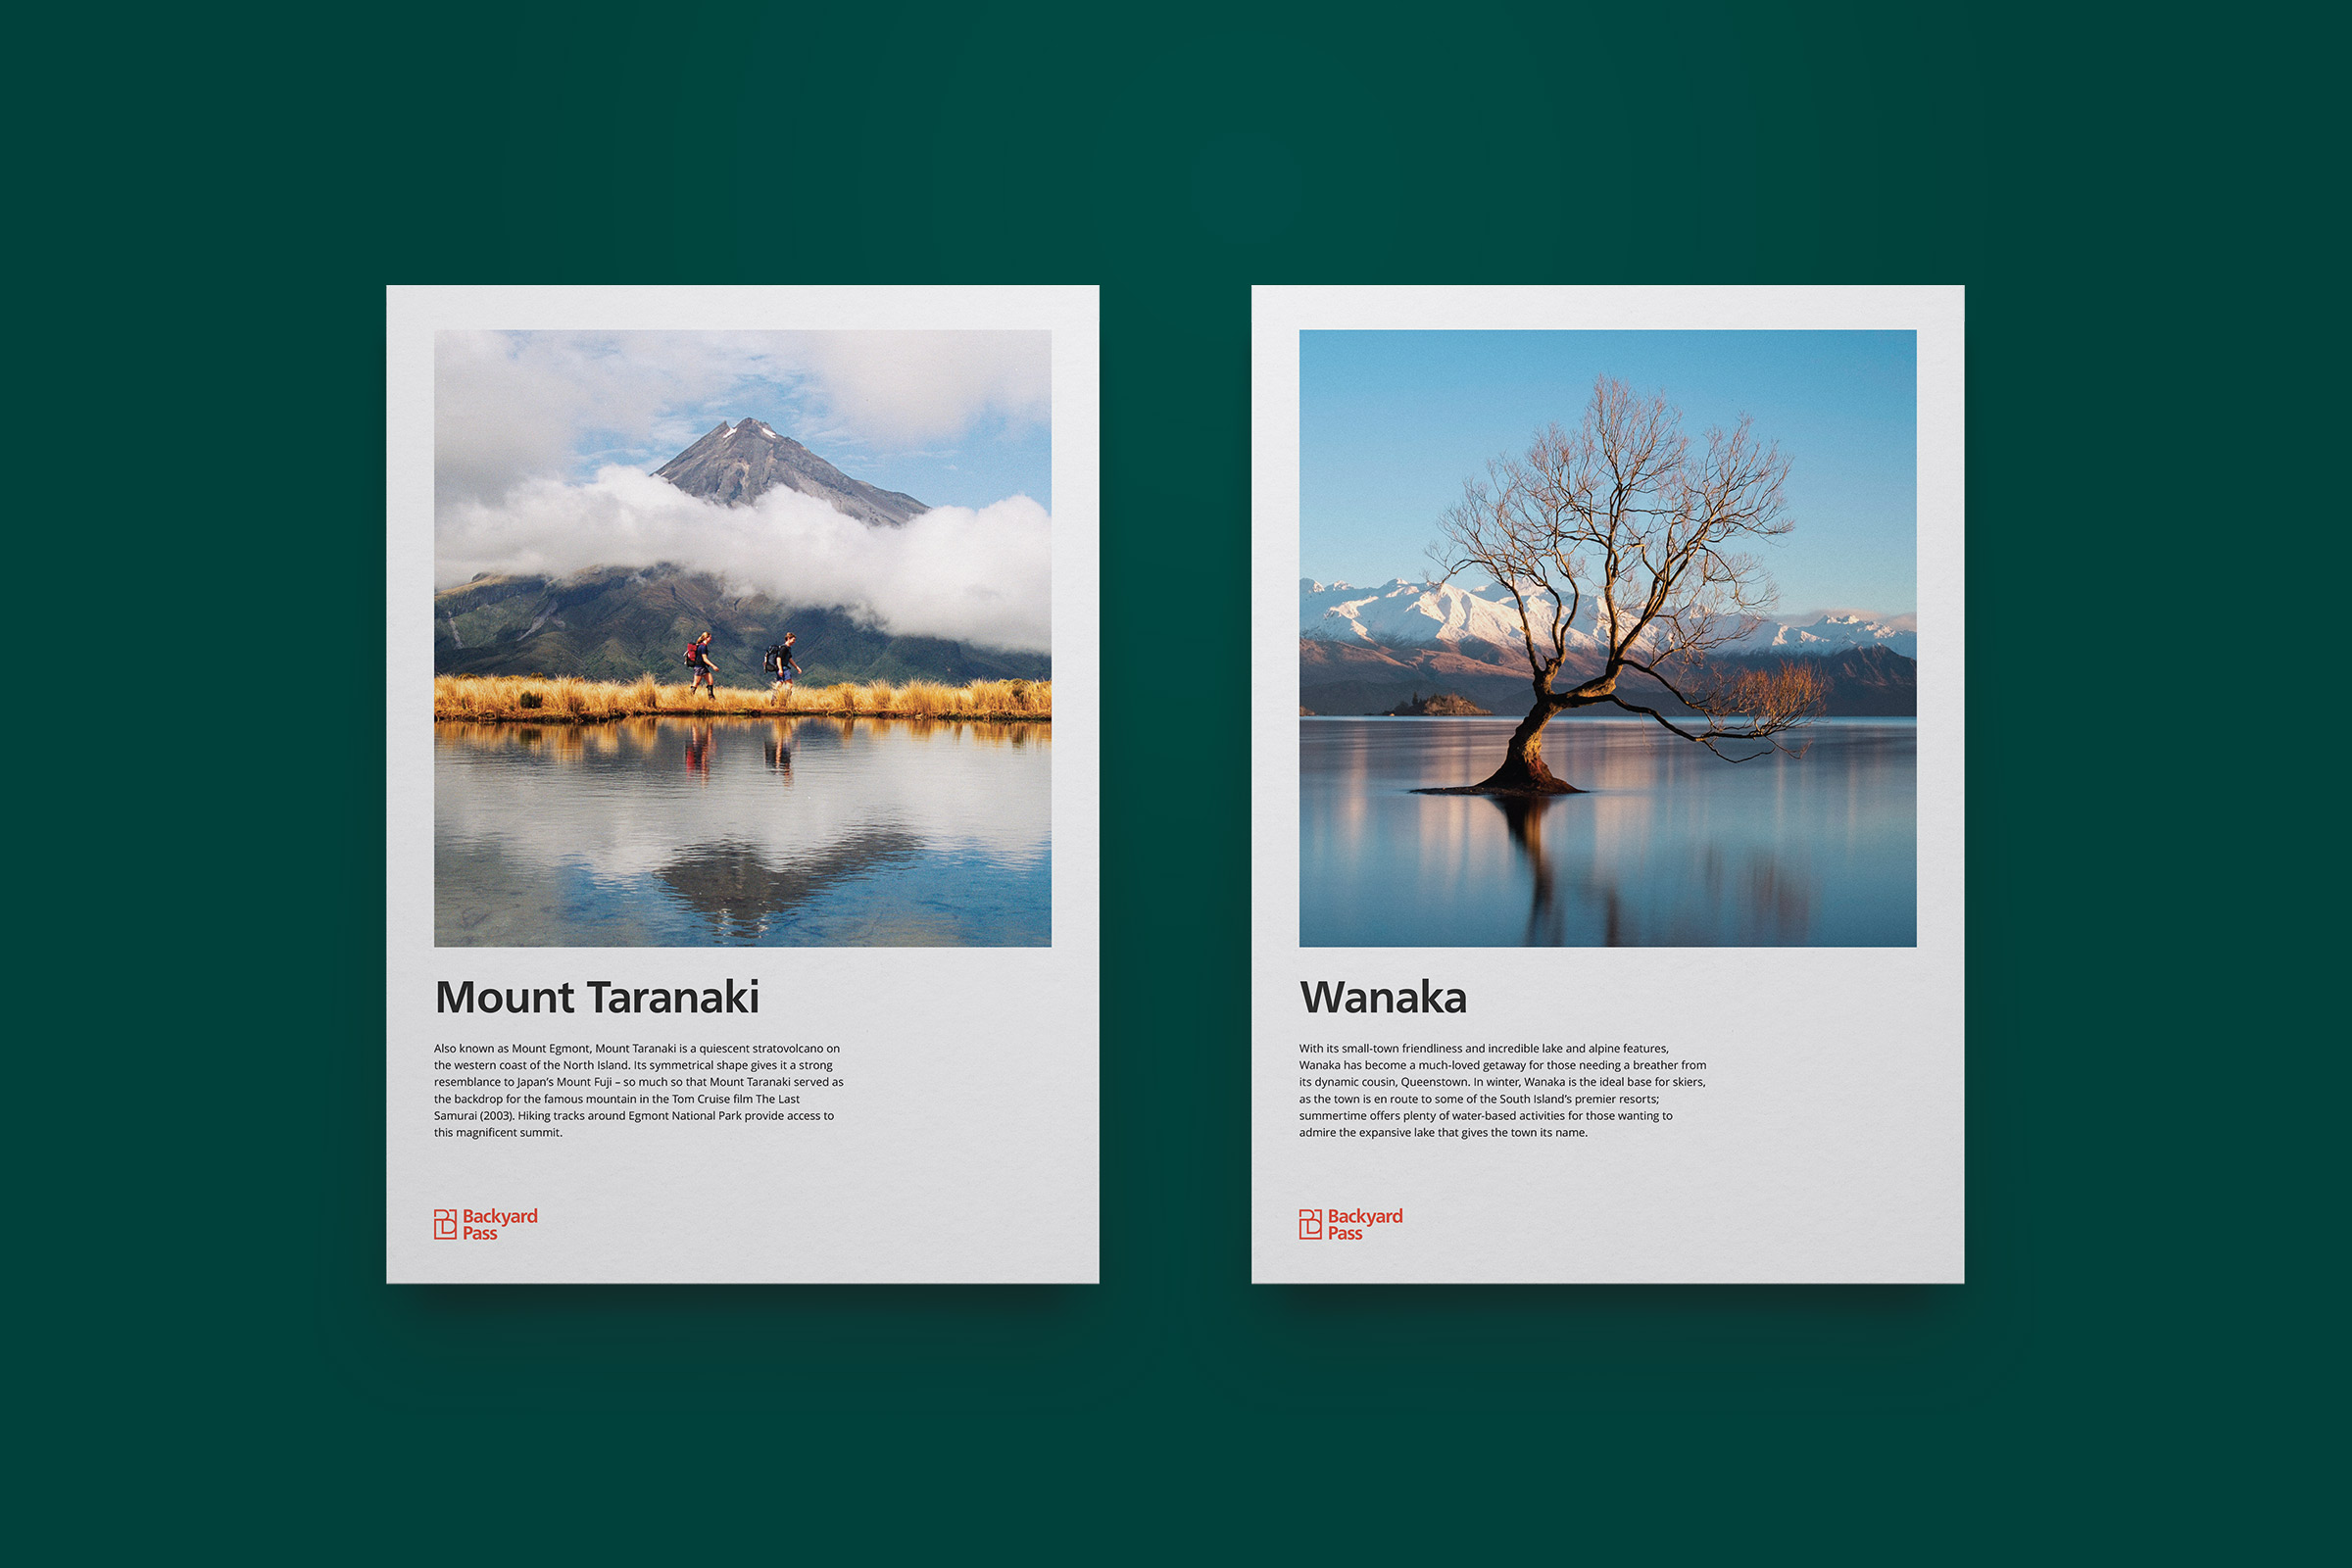 Mount Taranaki
Also known as Mount Egmont, Mount Taranaki is a quiescent stratovolcano on
the western coast of the North Island. Its symmetrical shape gives it a strong
resemblance to Japan’s Mount Fuji – so much so that Mount Taranaki served as
the backdrop for the famous mountain in the Tom Cruise film The Last
Samurai (2003). Hiking tracks around Egmont National Park provide access to
this magnificent summit.
Backyard
Pass
Wanaka
With its small-town friendliness and incredible lake and alpine features,
Wanaka has become a much-loved getaway for those needing a breather from
its dynamic cousin, Queenstown. In winter, Wanaka is the ideal base for skiers,
as the town is en route to some of the South Island’s premier resorts;
summertime offers plenty of water-based activities for those wanting to
admire the expansive lake that gives the town its name.
Backyard
Pass